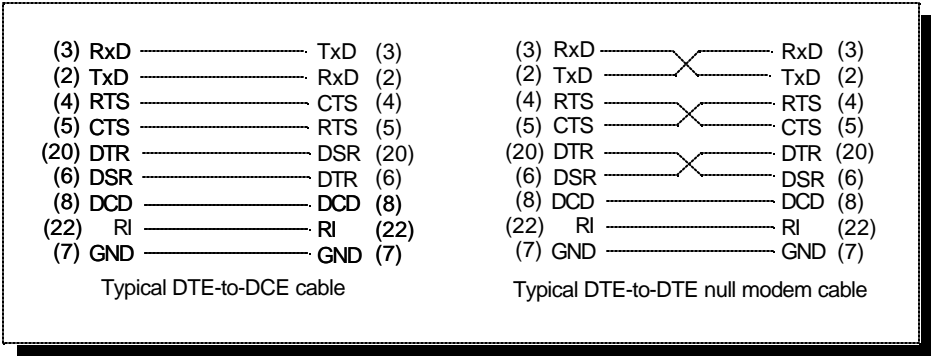 (3) RxD TxD (3)
(2) TxD RxD (2)
(4) RTS CTS (4)
(5) CTS RTS (5)
(20) DTR DSR (20)
(6) DSR DTR (6)
(8) DCD DCD (8)
(22) RI RI (22)
(7) GND GND (7)
Typical DTE-to-DCE cable
(3) RxD RxD (3)
(2) TxD TxD (2)
(4) RTS RTS (4)
(5) CTS CTS (5)
(20) DTR DTR (20)
(6) DSR DSR (6)
(8) DCD DCD (8)
(22) RI RI (22)
(7) GND GND (7)
Typical DTE-to-DTE null modem cable